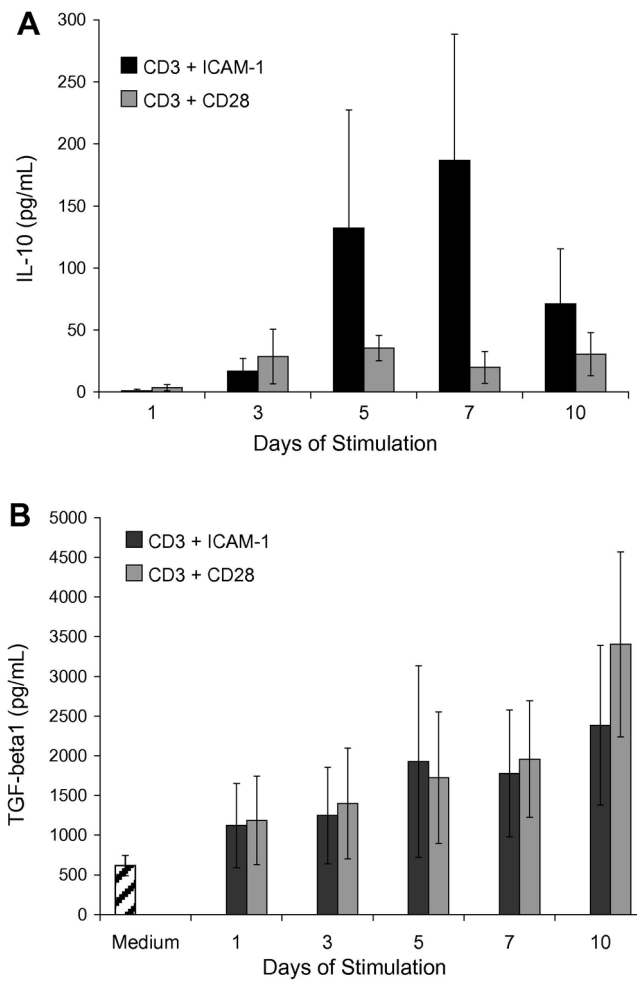 A
300
250
200
150
100
50
0
IL-10 (pg/mL)
CD3 + ICAM-1
CD3 + CD28
1 3 5 7 10
Days of Stimulation
B
5000
4500
4000
3500
3000
2500
2000
1500
1000
500
0
TGF-beta1 (pg/mL)
CD3 + ICAM-1
CD3 + CD28
Medium 1 3 5 7 10
Days of Stimulation